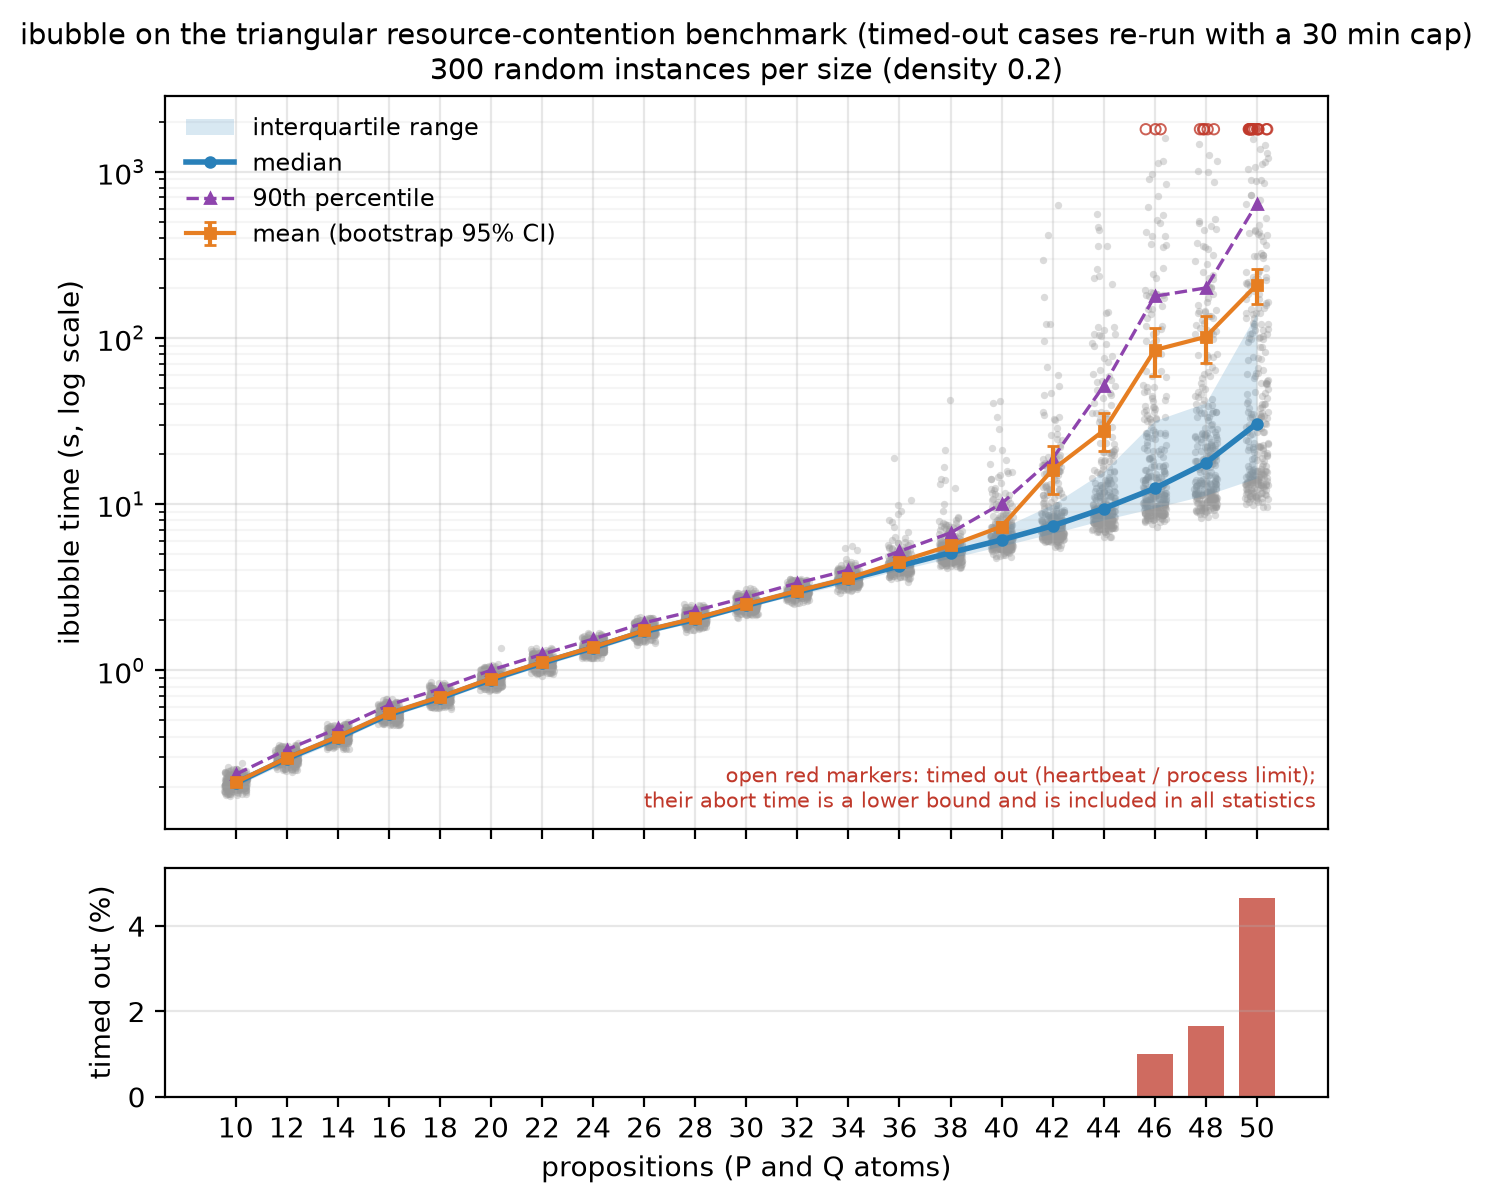 ibubble on the triangular resource-contention benchmark (timed-out cases re-run with a 30 min cap)
300 random instances per size (density 0.2)
interquartile range
median
90th percentile
mean (bootstrap 95% CI)
10³
10²
10¹
10⁰
ibubble time (s, log scale)
open red markers: timed out (heartbeat / process limit);
their abort time is a lower bound and is included in all statistics
4
2
0
timed out (%)
10 12 14 16 18 20 22 24 26 28 30 32 34 36 38 40 42 44 46 48 50
propositions (P and Q atoms)